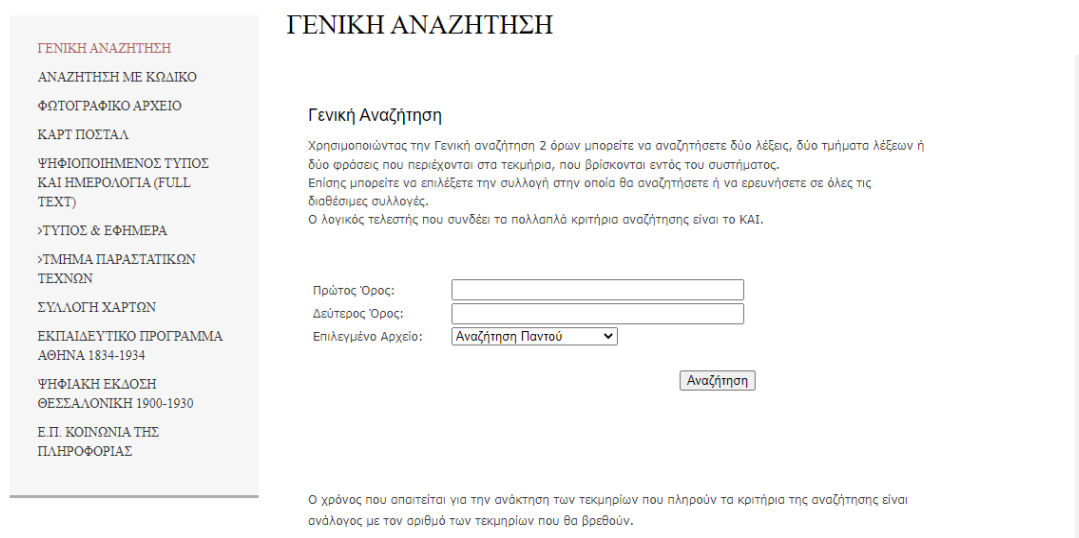 ΓΕΝΙΚΗ ΑΝΑΖΗΤΗΣΗ
ΑΝΑΖΗΤΗΣΗ ΜΕ ΚΩΔΙΚΟ
ΦΩΤΟΓΡΑΦΙΚΟ ΑΡΧΕΙΟ
ΚΑΡΤ ΠΟΣΤΑΛ
ΨΗΦΙΟΠΟΙΗΜΕΝΟΣ ΤΥΠΟΣ
ΚΑΙ ΗΜΕΡΟΛΟΓΙΑ (FULL
TEXT)
>ΤΥΠΟΣ & ΕΦΗΜΕΡΑ
>ΤΜΗΜΑ ΠΑΡΑΣΤΑΤΙΚΩΝ
ΤΕΧΝΩΝ
ΣΥΛΛΟΓΗ ΧΑΡΤΩΝ
ΕΚΠΑΙΔΕΥΤΙΚΟ ΠΡΟΓΡΑΜΜΑ
ΑΘΗΝΑ 1834-1934
ΨΗΦΙΑΚΗ ΕΚΔΟΣΗ
ΘΕΣΣΑΛΟΝΙΚΗ 1900-1930
Ε.Π. ΚΟΙΝΩΝΙΑ ΤΗΣ
ΠΛΗΡΟΦΟΡΙΑΣ
ΓΕΝΙΚΗ ΑΝΑΖΗΤΗΣΗ
Γενική Αναζήτηση
Χρησιμοποιώντας την Γενική αναζήτηση 2 όρων μπορείτε να αναζητήσετε δύο λέξεις, δύο τμήματα λέξεων ή
δύο φράσεις που περιέχονται στα τεκμήρια, που βρίσκονται εντός του συστήματος.
Επίσης μπορείτε να επιλέξετε την συλλογή στην οποία θα αναζητήσετε ή να ερευνήσετε σε όλες τις
διαθέσιμες συλλογές.
Ο λογικός τελεστής που συνδέει τα πολλαπλά κριτήρια αναζήτησης είναι το ΚΑΙ.
Πρώτος Όρος:
Δεύτερος Όρος:
Επιλεγμένο Αρχείο: Αναζήτηση Παντού
Αναζήτηση
Ο χρόνος που απαιτείται για την ανάκτηση των τεκμηρίων που πληρούν τα κριτήρια της αναζήτησης είναι
ανάλογος με τον αριθμό των τεκμηρίων που θα βρεθούν.